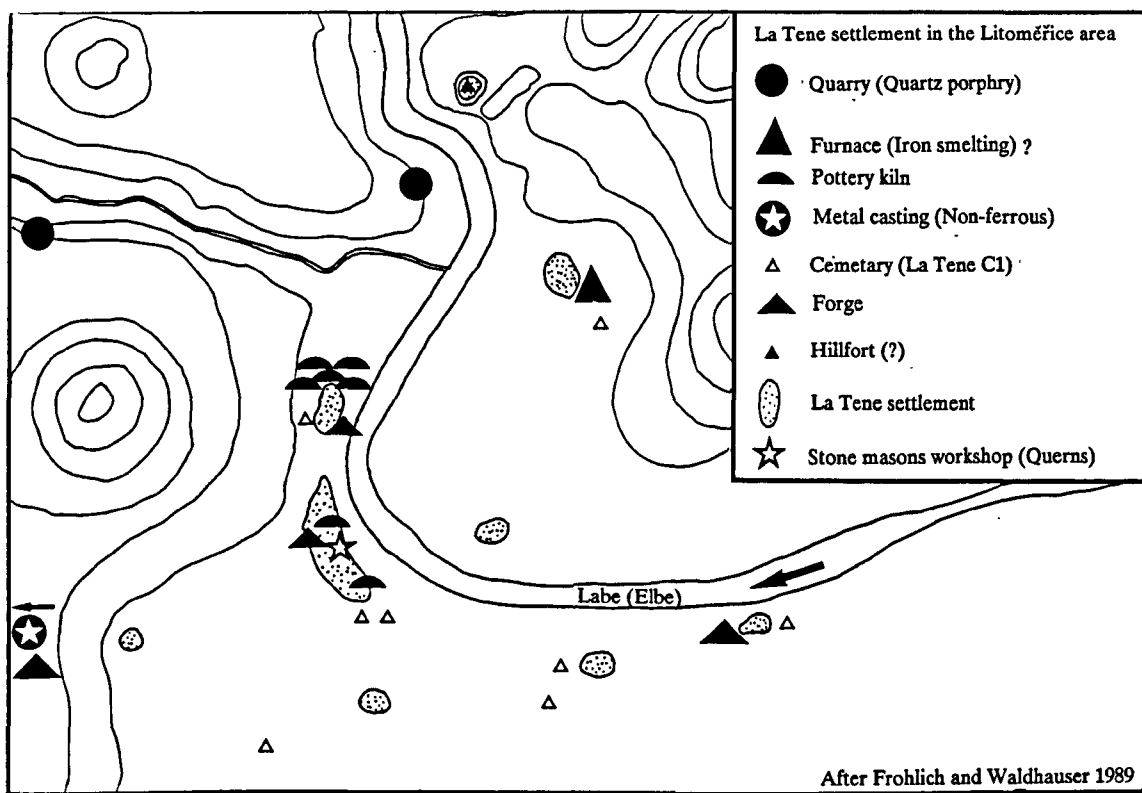 La Tene settlement in the Litoměřice area
Quarry (Quartz porphry)
Furnace (Iron smelting) ?
Pottery kiln
Metal casting (Non-ferrous)
Cemetary (La Tene C1)
Forge
Hillfort (?)
La Tene settlement
Stone masons workshop (Querns)
Labe (Elbe)
After Frohlich and Waldhauser 1989